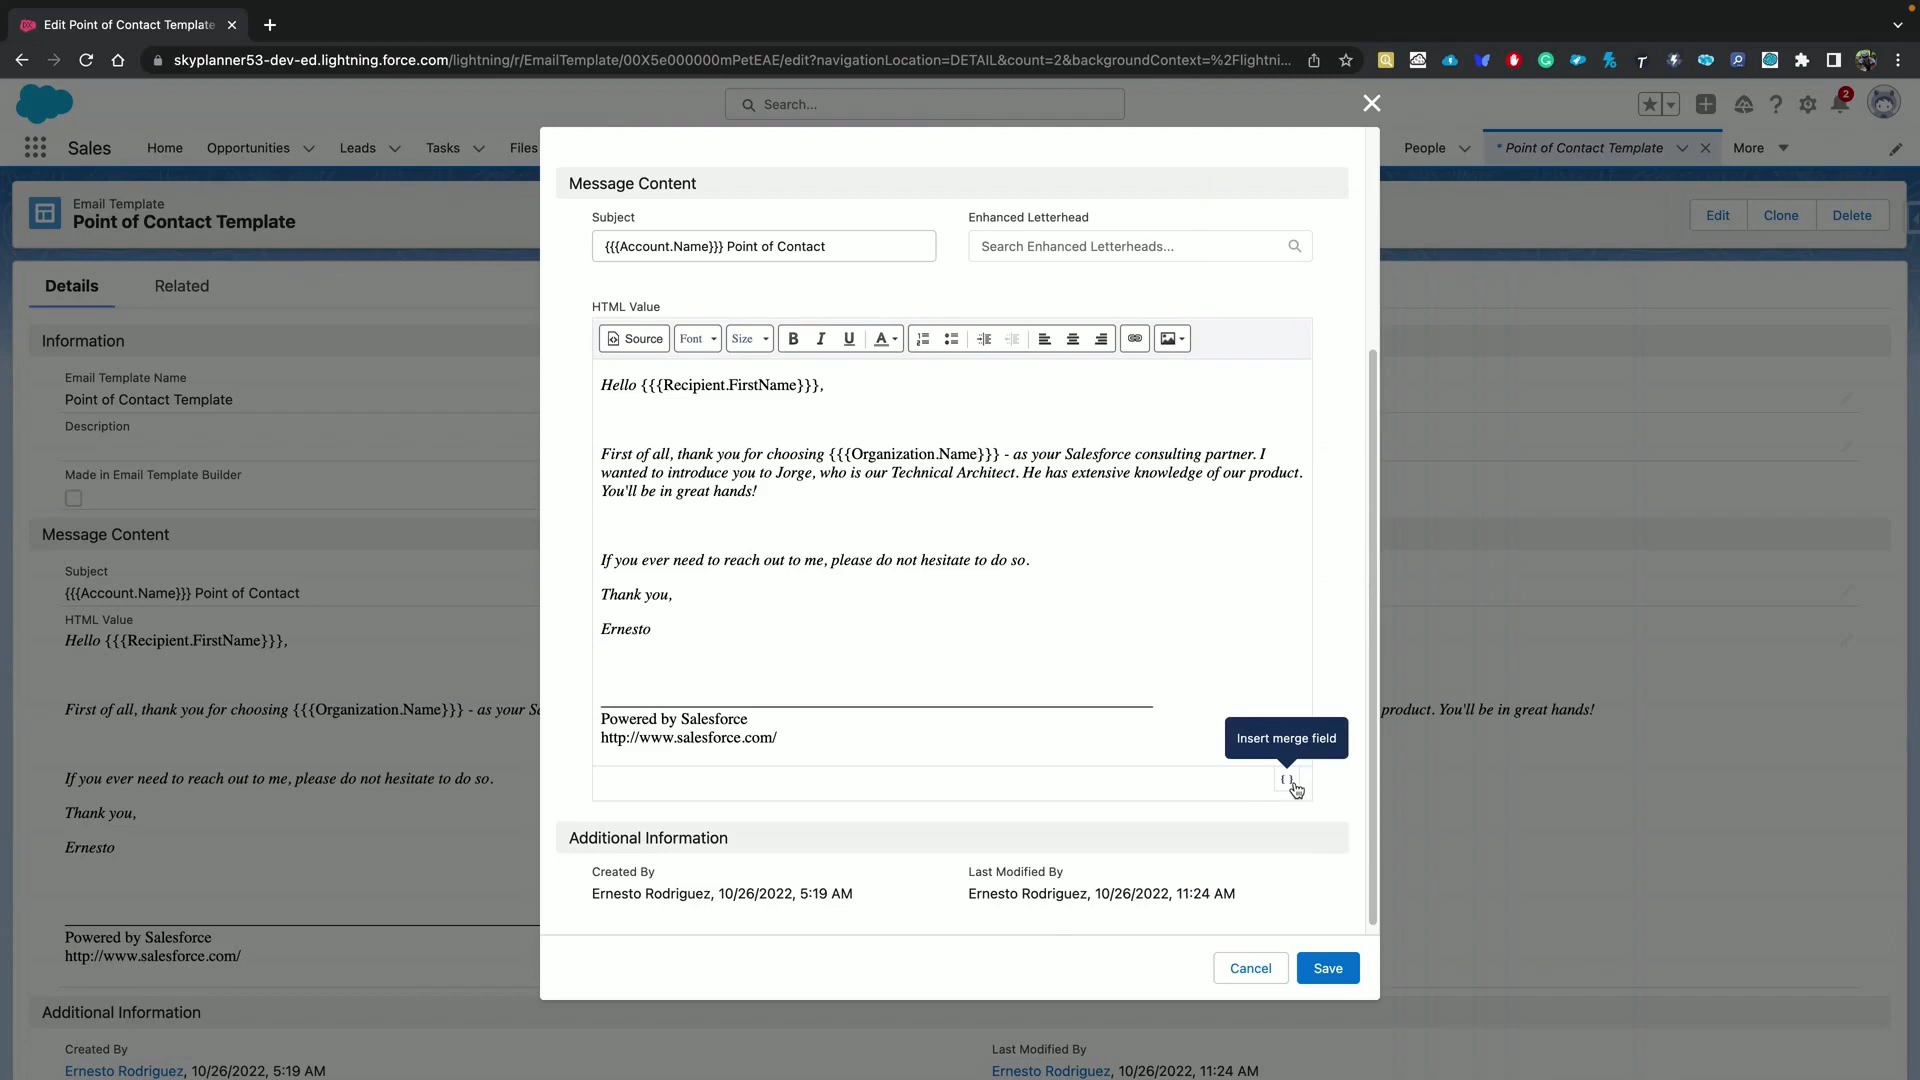 Edit Point of Contact Template
skyplanner53-dev-ed.lightning.force.com/lightning/r/EmailTemplate/00X5e000000mPetEAE/edit?navigationLocation=DETAIL&count=2&backgroundContext=%2Flightni...
Search...
2
Sales
Home
Opportunities
Leads
Tasks
Files
People
* Point of Contact Template
More
Email Template
Point of Contact Template
Edit
Clone
Delete
Details
Related
Information
Email Template Name
Point of Contact Template
Description
Made in Email Template Builder
Message Content
Subject
{{{Account.Name}}} Point of Contact
HTML Value
Hello {{{Recipient.FirstName}}},
First of all, thank you for choosing {{{Organization.Name}}} - as your S
product. You'll be in great hands!
If you ever need to reach out to me, please do not hesitate to do so.
Thank you,
Ernesto
Powered by Salesforce
http://www.salesforce.com/
Additional Information
Created By
Ernesto Rodriguez, 10/26/2022, 5:19 AM
Last Modified By
Ernesto Rodriguez, 10/26/2022, 11:24 AM
Message Content
Subject
{{{Account.Name}}} Point of Contact
Enhanced Letterhead
Search Enhanced Letterheads...
HTML Value
Source
Font
Size
B I U A
Hello {{{Recipient.FirstName}}},
First of all, thank you for choosing {{{Organization.Name}}} - as your Salesforce consulting partner. I
wanted to introduce you to Jorge, who is our Technical Architect. He has extensive knowledge of our product.
You'll be in great hands!
If you ever need to reach out to me, please do not hesitate to do so.
Thank you,
Ernesto
Powered by Salesforce
http://www.salesforce.com/
Insert merge field
{ }
Additional Information
Created By
Ernesto Rodriguez, 10/26/2022, 5:19 AM
Last Modified By
Ernesto Rodriguez, 10/26/2022, 11:24 AM
Cancel
Save